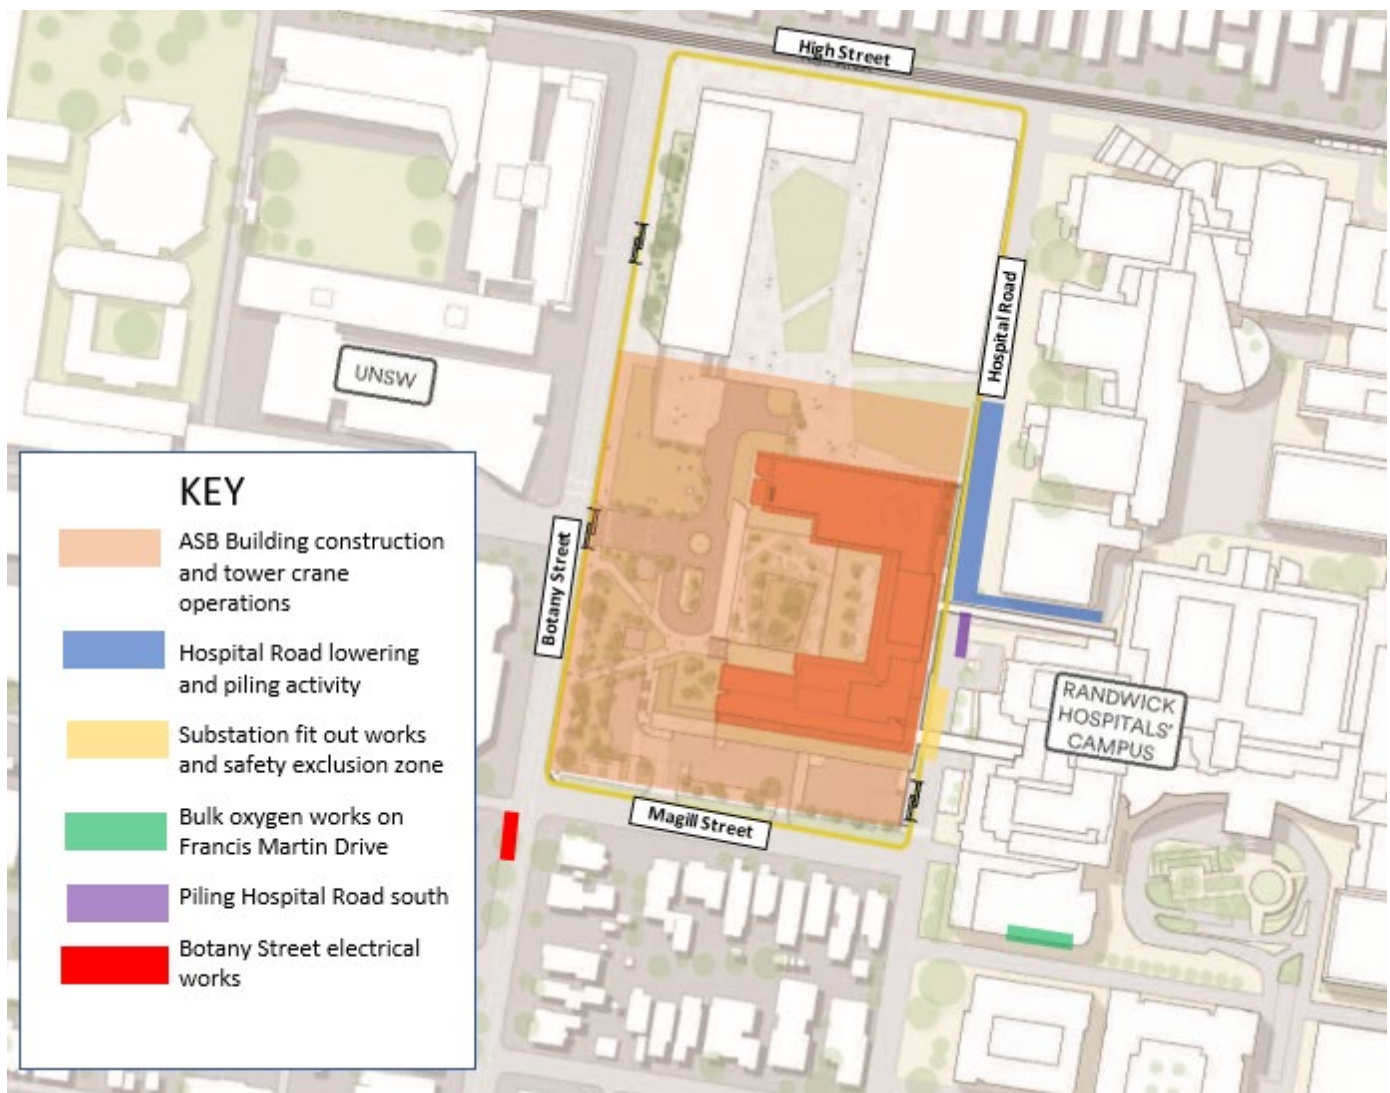 High Street
Hospital Road
UNSW
Botany Street
Magill Street
RANDWICK
HOSPITALS'
CAMPUS
KEY
ASB Building construction
and tower crane
operations
Hospital Road lowering
and piling activity
Substation fit out works
and safety exclusion zone
Bulk oxygen works on
Francis Martin Drive
Piling Hospital Road south
Botany Street electrical
works